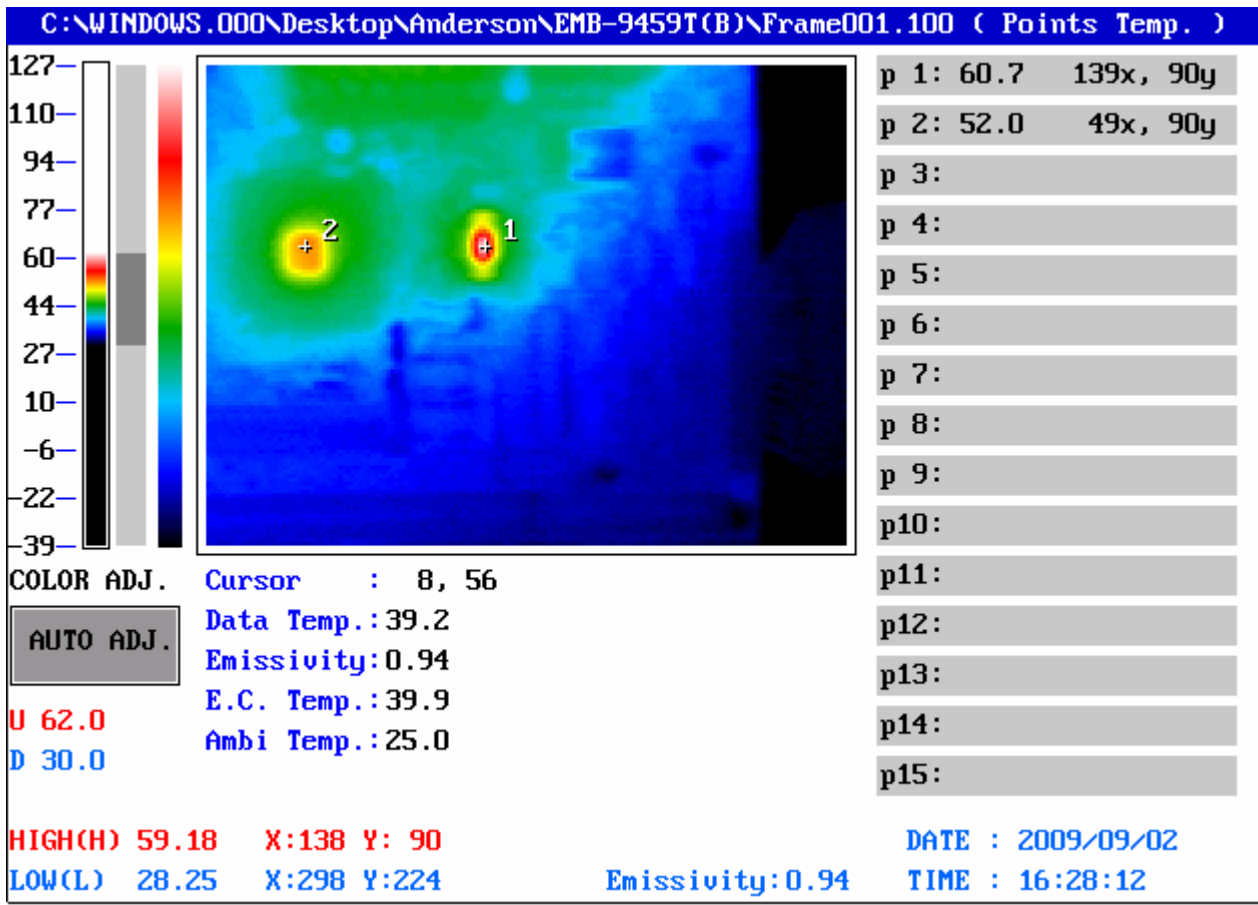 C:\WINDOWS.000\Desktop\Anderson\EMB-9459T(B)\Frame001.100 ( Points Temp. )
127
110
94
77
60
44
27
10
-6
-22
-39
2
1
p 1: 60.7 139x, 90y
p 2: 52.0 49x, 90y
p 3:
p 4:
p 5:
p 6:
p 7:
p 8:
p 9:
p10:
p11:
p12:
p13:
p14:
p15:
COLOR ADJ.
AUTO ADJ.
U 62.0
D 30.0
Cursor : 8, 56
Data Temp.:39.2
Emissivity:0.94
E.C. Temp.:39.9
Ambi Temp.:25.0
HIGH(H) 59.18 X:138 Y: 90
LOW(L) 28.25 X:298 Y:224
Emissivity:0.94
DATE : 2009/09/02
TIME : 16:28:12